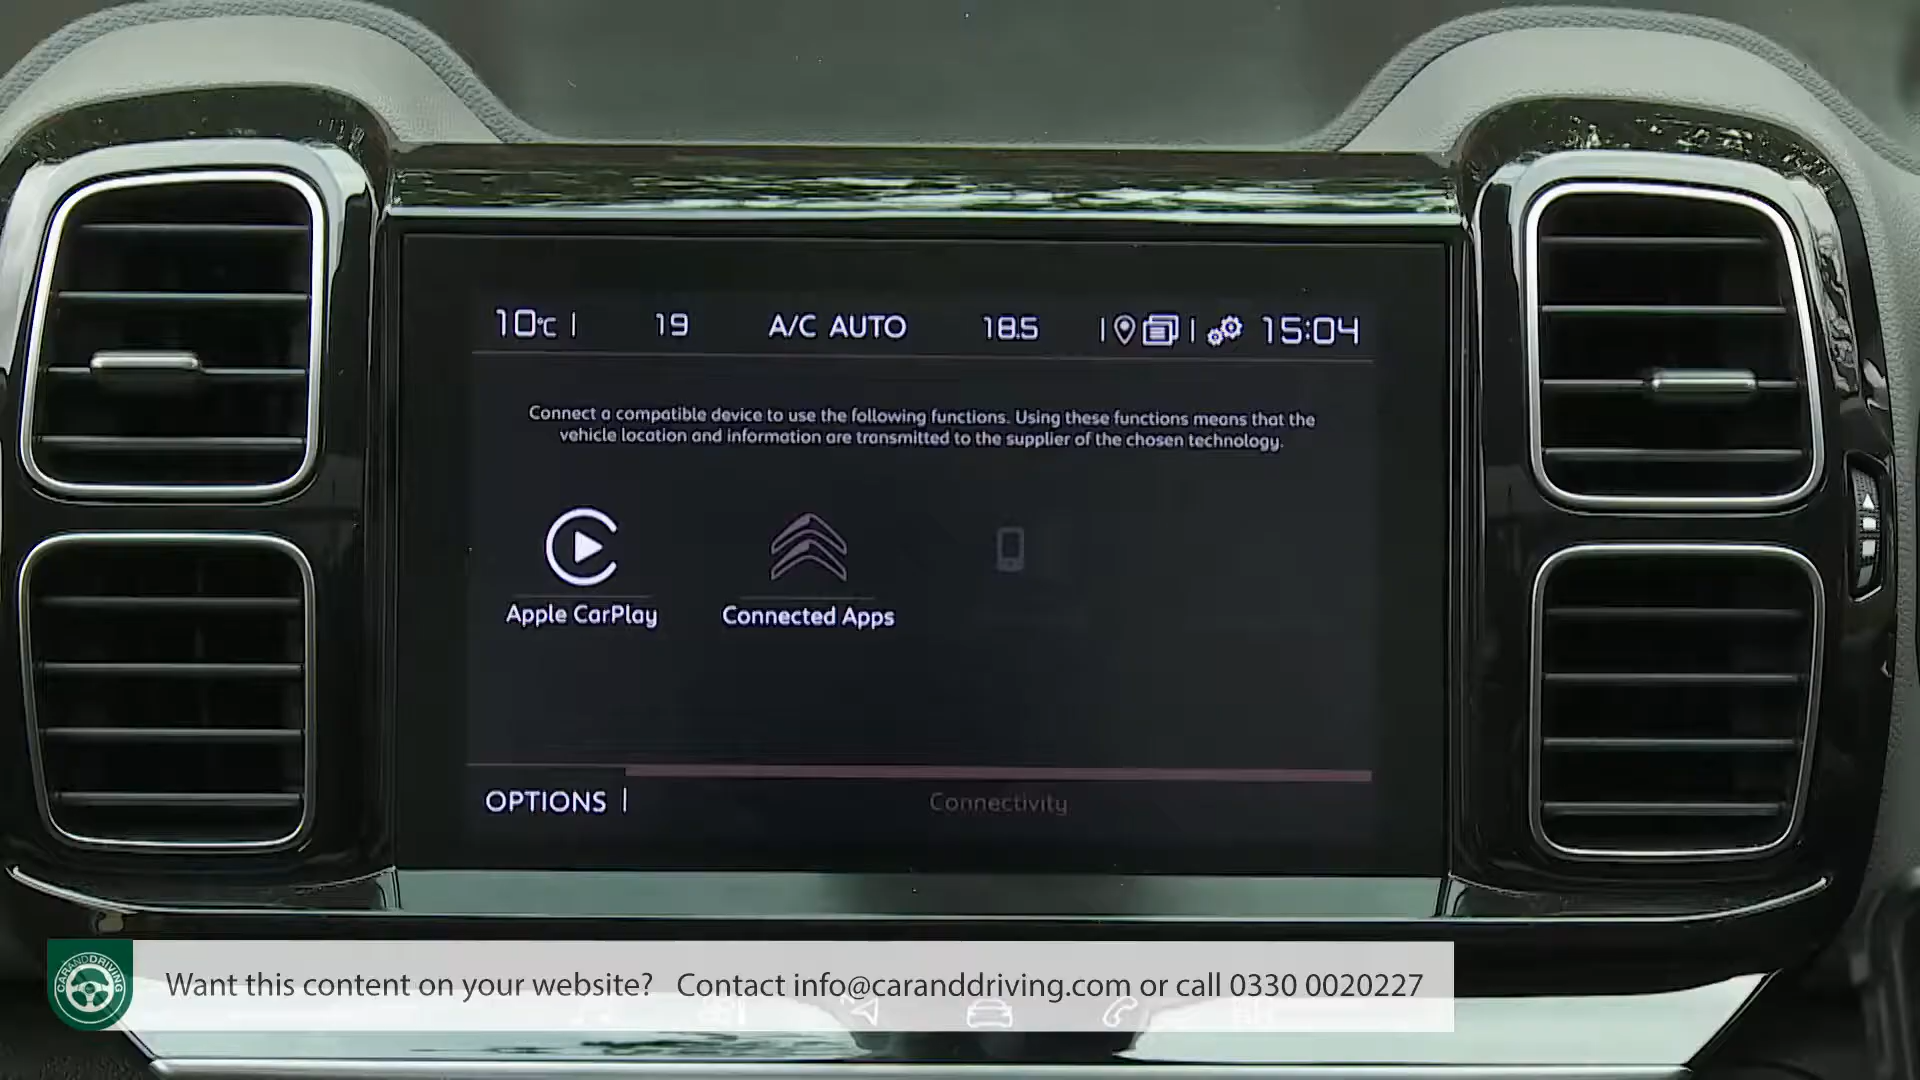 10°C | 19 A/C AUTO 18.5 | | 15:04
Connect a compatible device to use the following functions. Using these functions means that the
vehicle location and information are transmitted to the supplier of the chosen technology.
Apple CarPlay Connected Apps
OPTIONS | Connectivity
CARANDDRIVING
Want this content on your website? Contact info@caranddriving.com or call 0330 0020227